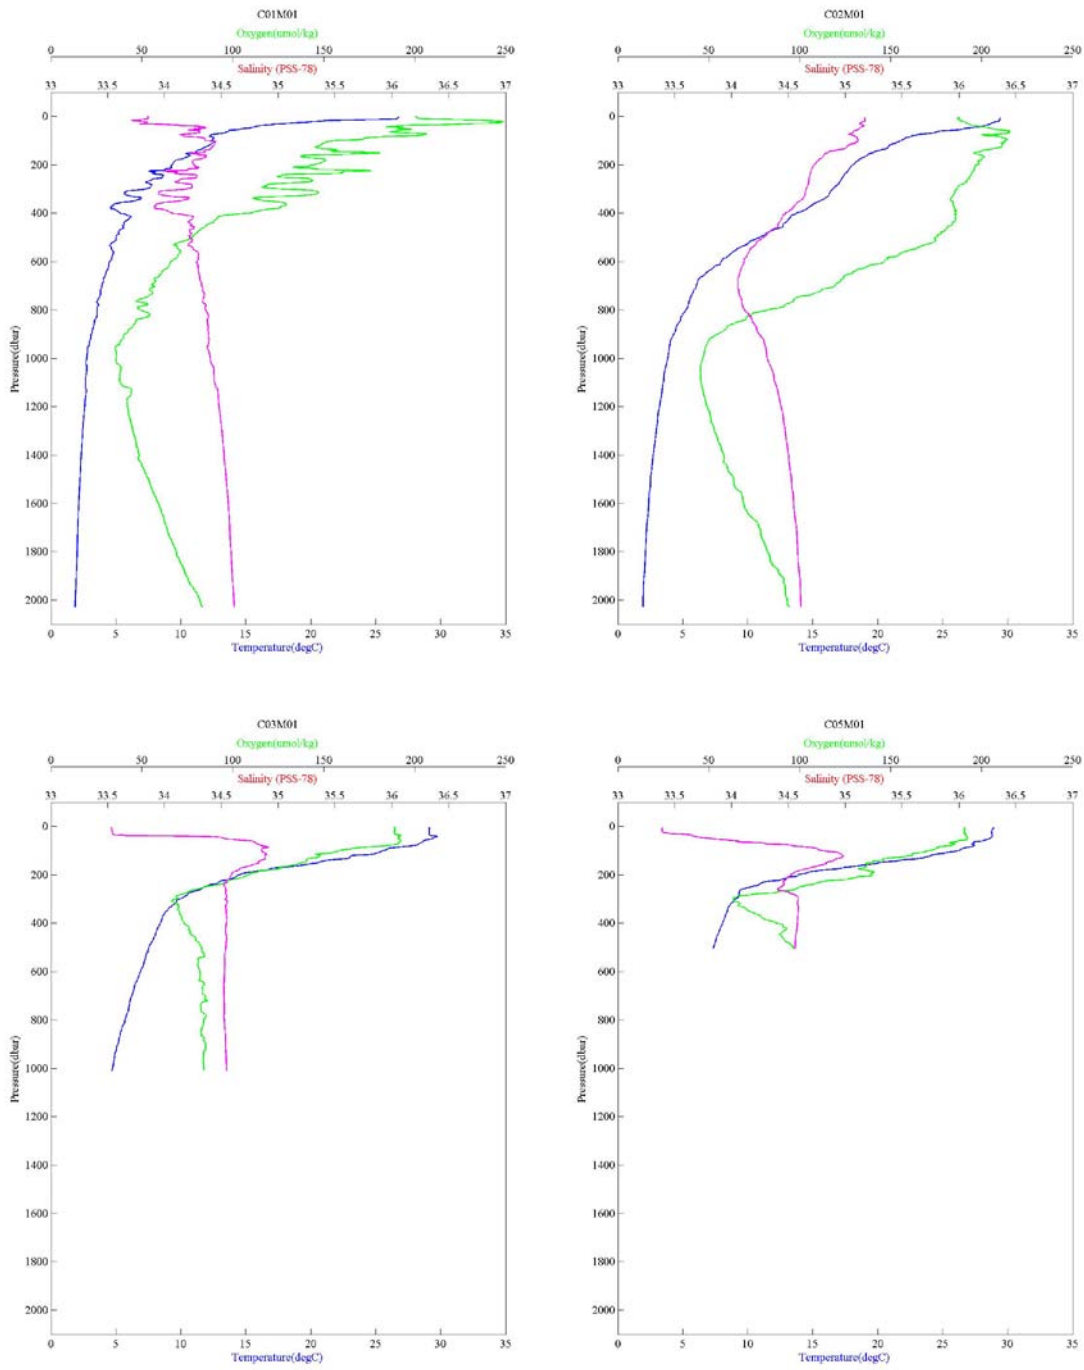 C01M01
Oxygen(umol/kg)
0 50 100 150 200 250
Salinity (PSS-78)
33 33.5 34 34.5 35 35.5 36 36.5 37
0
200
400
600
800
1000
1200
1400
1600
1800
2000
Pressure(dbar)
0 5 10 15 20 25 30 35
Temperature(degC)
C02M01
Oxygen(umol/kg)
0 50 100 150 200 250
Salinity (PSS-78)
33 33.5 34 34.5 35 35.5 36 36.5 37
0
200
400
600
800
1000
1200
1400
1600
1800
2000
Pressure(dbar)
0 5 10 15 20 25 30 35
Temperature(degC)
C03M01
Oxygen(umol/kg)
0 50 100 150 200 250
Salinity (PSS-78)
33 33.5 34 34.5 35 35.5 36 36.5 37
0
200
400
600
800
1000
1200
1400
1600
1800
2000
Pressure(dbar)
0 5 10 15 20 25 30 35
Temperature(degC)
C05M01
Oxygen(umol/kg)
0 50 100 150 200 250
Salinity (PSS-78)
33 33.5 34 34.5 35 35.5 36 36.5 37
0
200
400
600
800
1000
1200
1400
1600
1800
2000
Pressure(dbar)
0 5 10 15 20 25 30 35
Temperature(degC)